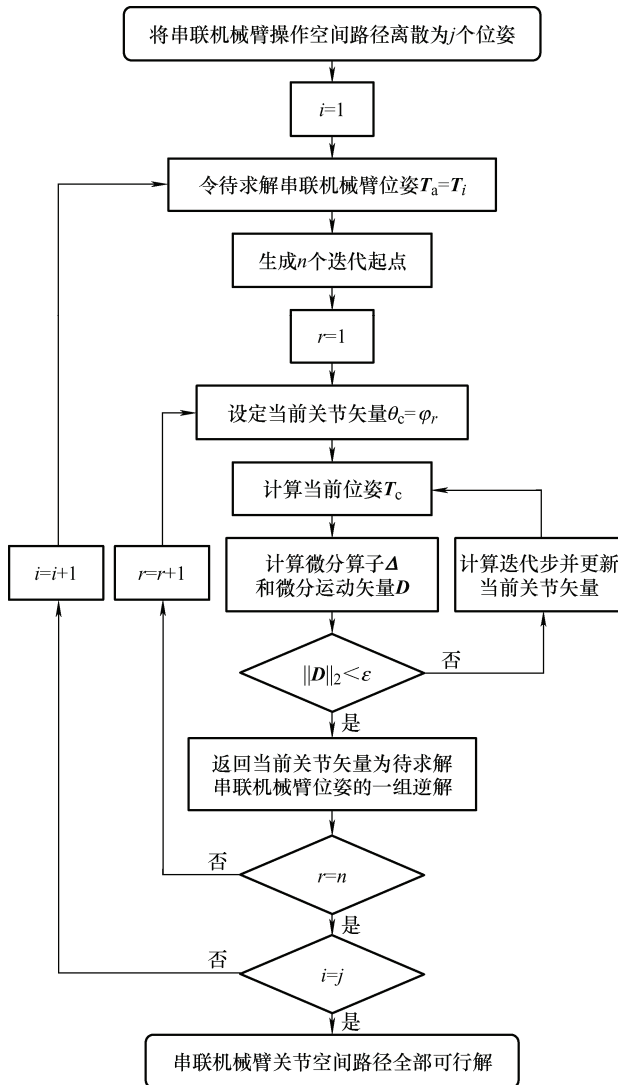 将串联机械臂操作空间路径离散为j个位姿
i=1
令待求解串联机械臂位姿Tₐ=Tᵢ
生成n个迭代起点
r=1
设定当前关节矢量θc=φr
计算当前位姿Tc
i=i+1
r=r+1
计算微分算子Δ
和微分运动矢量D
计算迭代步并更新
当前关节矢量
||D||₂＜ε
否
是
返回当前关节矢量为待求解
串联机械臂位姿的一组逆解
否
r=n
是
否
i=j
是
串联机械臂关节空间路径全部可行解